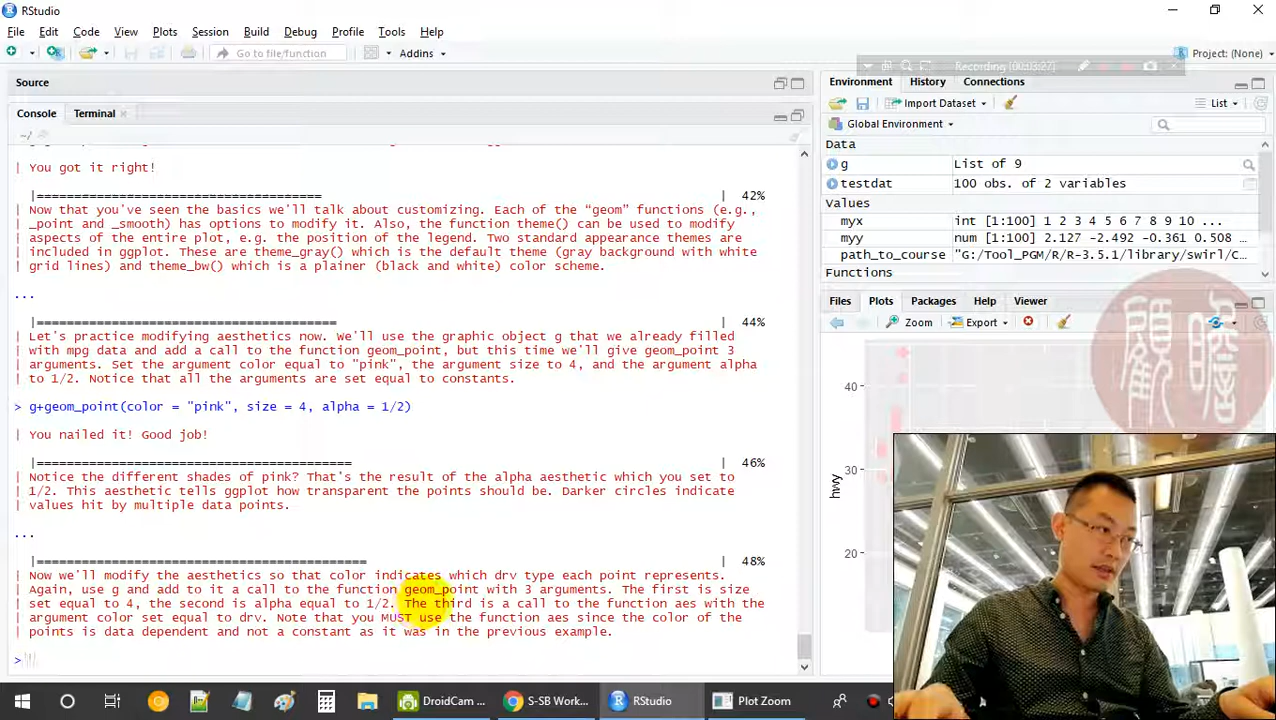 RStudio
File Edit Code View Plots Session Build Debug Profile Tools Help
Go to file/function
Addins
Project: (None)
Recording [00:03:27]
Source
Console Terminal
~/
| You got it right!
|====================================== | 42%
| Now that you've seen the basics we'll talk about customizing. Each of the “geom” functions (e.g.,
| _point and _smooth) has options to modify it. Also, the function theme() can be used to modify
| aspects of the entire plot, e.g. the position of the legend. Two standard appearance themes are
| included in ggplot. These are theme_gray() which is the default theme (gray background with white
| grid lines) and theme_bw() which is a plainer (black and white) color scheme.
...
|======================================== | 44%
| Let's practice modifying aesthetics now. We'll use the graphic object g that we already filled
| with mpg data and add a call to the function geom_point, but this time we'll give geom_point 3
| arguments. Set the argument color equal to "pink", the argument size to 4, and the argument alpha
| to 1/2. Notice that all the arguments are set equal to constants.
> g+geom_point(color = "pink", size = 4, alpha = 1/2)
| You nailed it! Good job!
|========================================== | 46%
| Notice the different shades of pink? That's the result of the alpha aesthetic which you set to
| 1/2. This aesthetic tells ggplot how transparent the points should be. Darker circles indicate
| values hit by multiple data points.
...
|============================================ | 48%
| Now we'll modify the aesthetics so that color indicates which drv type each point represents.
| Again, use g and add to it a call to the function geom_point with 3 arguments. The first is size
| set equal to 4, the second is alpha equal to 1/2. The third is a call to the function aes with the
| argument color set equal to drv. Note that you MUST use the function aes since the color of the
| points is data dependent and not a constant as it was in the previous example.
>
Environment History Connections
Import Dataset
List
Global Environment
Data
g List of 9
testdat 100 obs. of 2 variables
Values
myx int [1:100] 1 2 3 4 5 6 7 8 9 10 ...
myy num [1:100] 2.127 -2.492 -0.361 0.508 ...
path_to_course "G:/Tool_PGM/R/R-3.5.1/library/swirl/C...
Functions
Files Plots Packages Help Viewer
Zoom Export
40
30
20
hwy
DroidCam ...
S-SB Work...
RStudio
Plot Zoom